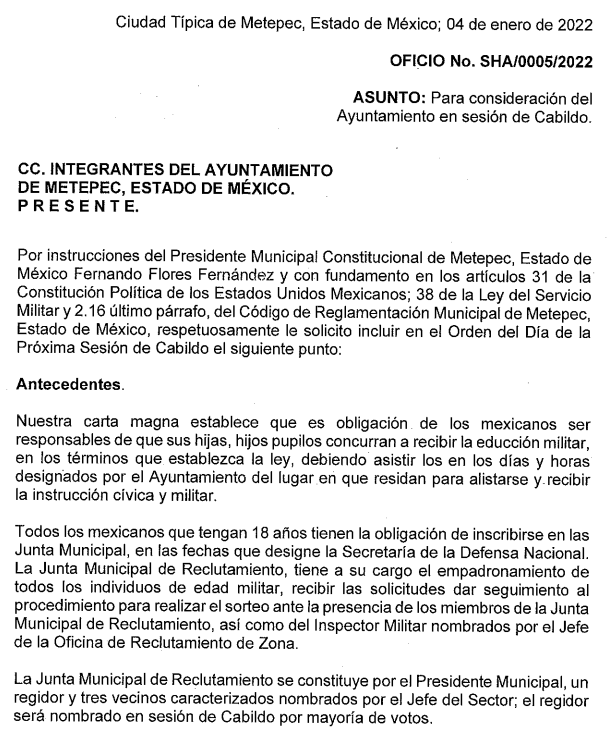 Ciudad Típica de Metepec, Estado de México; 04 de enero de 2022
OFICIO No. SHA/0005/2022
ASUNTO: Para consideración del
Ayuntamiento en sesión de Cabildo.
CC. INTEGRANTES DEL AYUNTAMIENTO
DE METEPEC, ESTADO DE MÉXICO.
P R E S E N T E.
Por instrucciones del Presidente Municipal Constitucional de Metepec, Estado de
México Fernando Flores Fernández y con fundamento en los artículos 31 de la
Constitución Política de los Estados Unidos Mexicanos; 38 de la Ley del Servicio
Militar y 2.16 último párrafo, del Código de Reglamentación Municipal de Metepec,
Estado de México, respetuosamente le solicito incluir en el Orden del Día de la
Próxima Sesión de Cabildo el siguiente punto:
Antecedentes.
Nuestra carta magna establece que es obligación de los mexicanos ser
responsables de que sus hijas, hijos pupilos concurran a recibir la educción militar,
en los términos que establezca la ley, debiendo asistir los en los días y horas
designados por el Ayuntamiento del lugar en que residan para alistarse y recibir
la instrucción cívica y militar.
Todos los mexicanos que tengan 18 años tienen la obligación de inscribirse en las
Junta Municipal, en las fechas que designe la Secretaría de la Defensa Nacional.
La Junta Municipal de Reclutamiento, tiene a su cargo el empadronamiento de
todos los individuos de edad militar, recibir las solicitudes dar seguimiento al
procedimiento para realizar el sorteo ante la presencia de los miembros de la Junta
Municipal de Reclutamiento, así como del Inspector Militar nombrados por el Jefe
de la Oficina de Reclutamiento de Zona.
La Junta Municipal de Reclutamiento se constituye por el Presidente Municipal, un
regidor y tres vecinos caracterizados nombrados por el Jefe del Sector; el regidor
será nombrado en sesión de Cabildo por mayoría de votos.